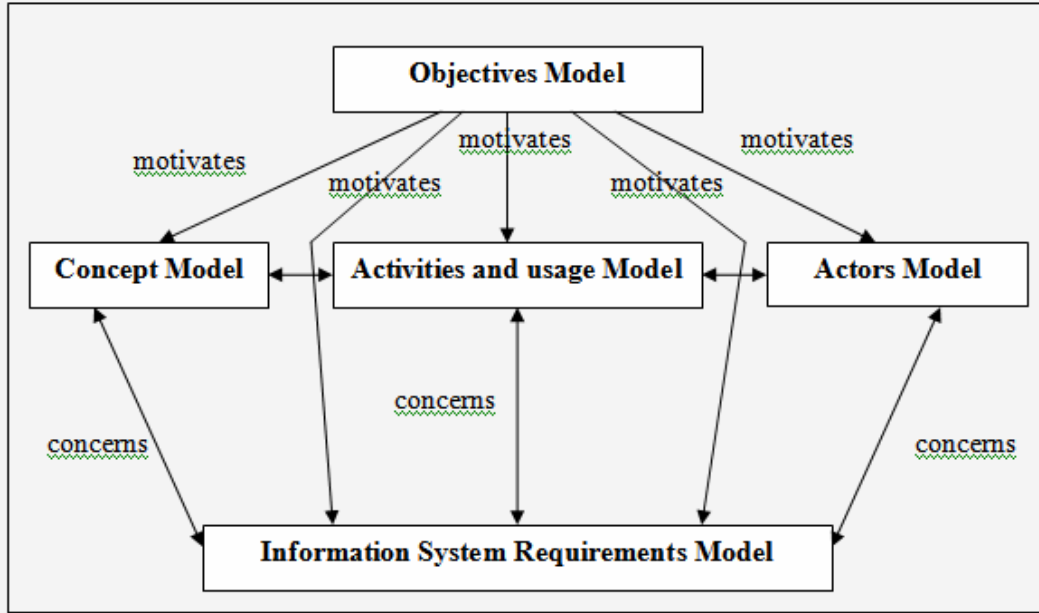 Objectives Model
motivates
motivates
motivates
motivates
motivates
Concept Model
Activities and usage Model
Actors Model
concerns
concerns
concerns
Information System Requirements Model